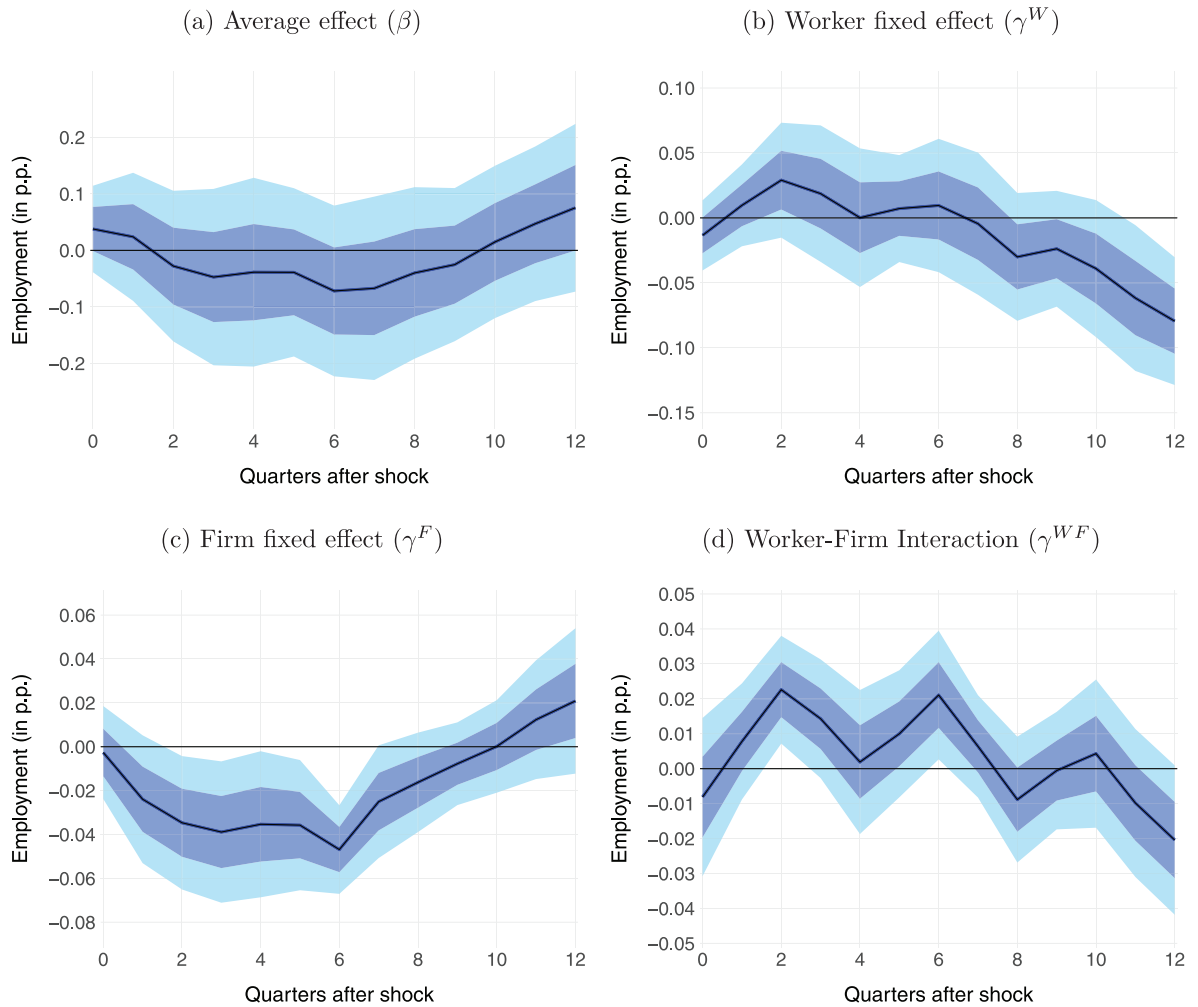 (a) Average effect (β)
Employment (in p.p.)
0.2
0.1
0.0
−0.1
−0.2
0 2 4 6 8 10 12
Quarters after shock
(b) Worker fixed effect (γ^W)
Employment (in p.p.)
0.10
0.05
0.00
−0.05
−0.10
−0.15
0 2 4 6 8 10 12
Quarters after shock
(c) Firm fixed effect (γ^F)
Employment (in p.p.)
0.06
0.04
0.02
0.00
−0.02
−0.04
−0.06
−0.08
0 2 4 6 8 10 12
Quarters after shock
(d) Worker-Firm Interaction (γ^{WF})
Employment (in p.p.)
0.05
0.04
0.03
0.02
0.01
0.00
−0.01
−0.02
−0.03
−0.04
−0.05
0 2 4 6 8 10 12
Quarters after shock